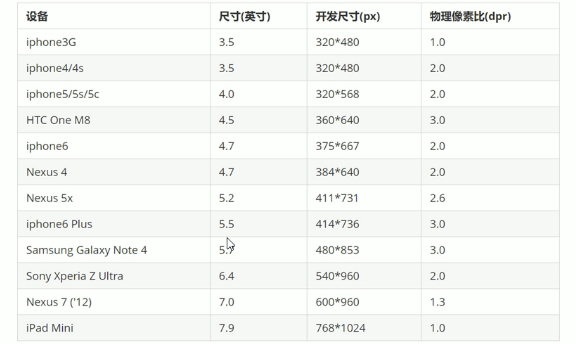 设备 尺寸(英寸) 开发尺寸(px) 物理像素比(dpr)
iphone3G 3.5 320*480 1.0
iphone4/4s 3.5 320*480 2.0
iphone5/5s/5c 4.0 320*568 2.0
HTC One M8 4.5 360*640 3.0
iphone6 4.7 375*667 2.0
Nexus 4 4.7 384*640 2.0
Nexus 5x 5.2 411*731 2.6
iphone6 Plus 5.5 414*736 3.0
Samsung Galaxy Note 4 5.7 480*853 3.0
Sony Xperia Z Ultra 6.4 540*960 2.0
Nexus 7 ('12) 7.0 600*960 1.3
iPad Mini 7.9 768*1024 1.0